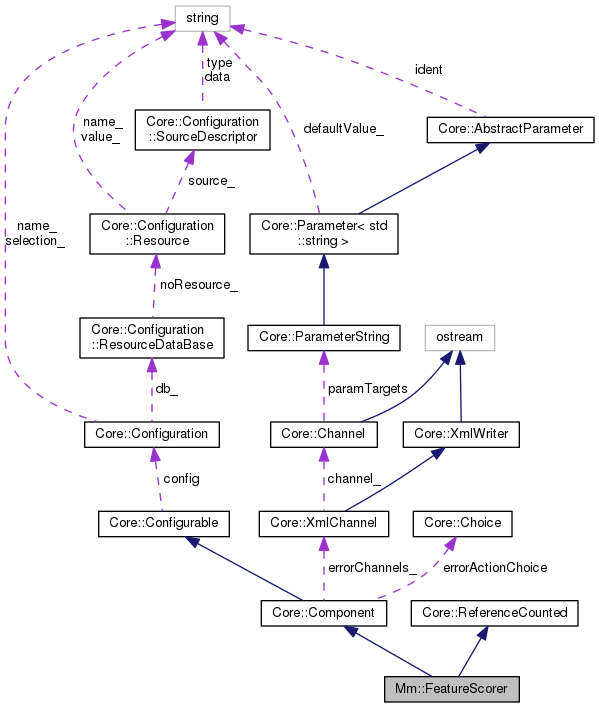 string
type
data
ident
name_
value_
defaultValue_
Core::Configuration
::SourceDescriptor
Core::AbstractParameter
source_
name_
selection_
Core::Configuration
::Resource
Core::Parameter< std
::string >
noResource_
Core::Configuration
::ResourceDataBase
Core::ParameterString
ostream
db_
paramTargets
Core::Configuration
Core::Channel
Core::XmlWriter
config
channel_
Core::Configurable
Core::XmlChannel
Core::Choice
errorChannels_
errorActionChoice
Core::Component
Core::ReferenceCounted
Mm::FeatureScorer